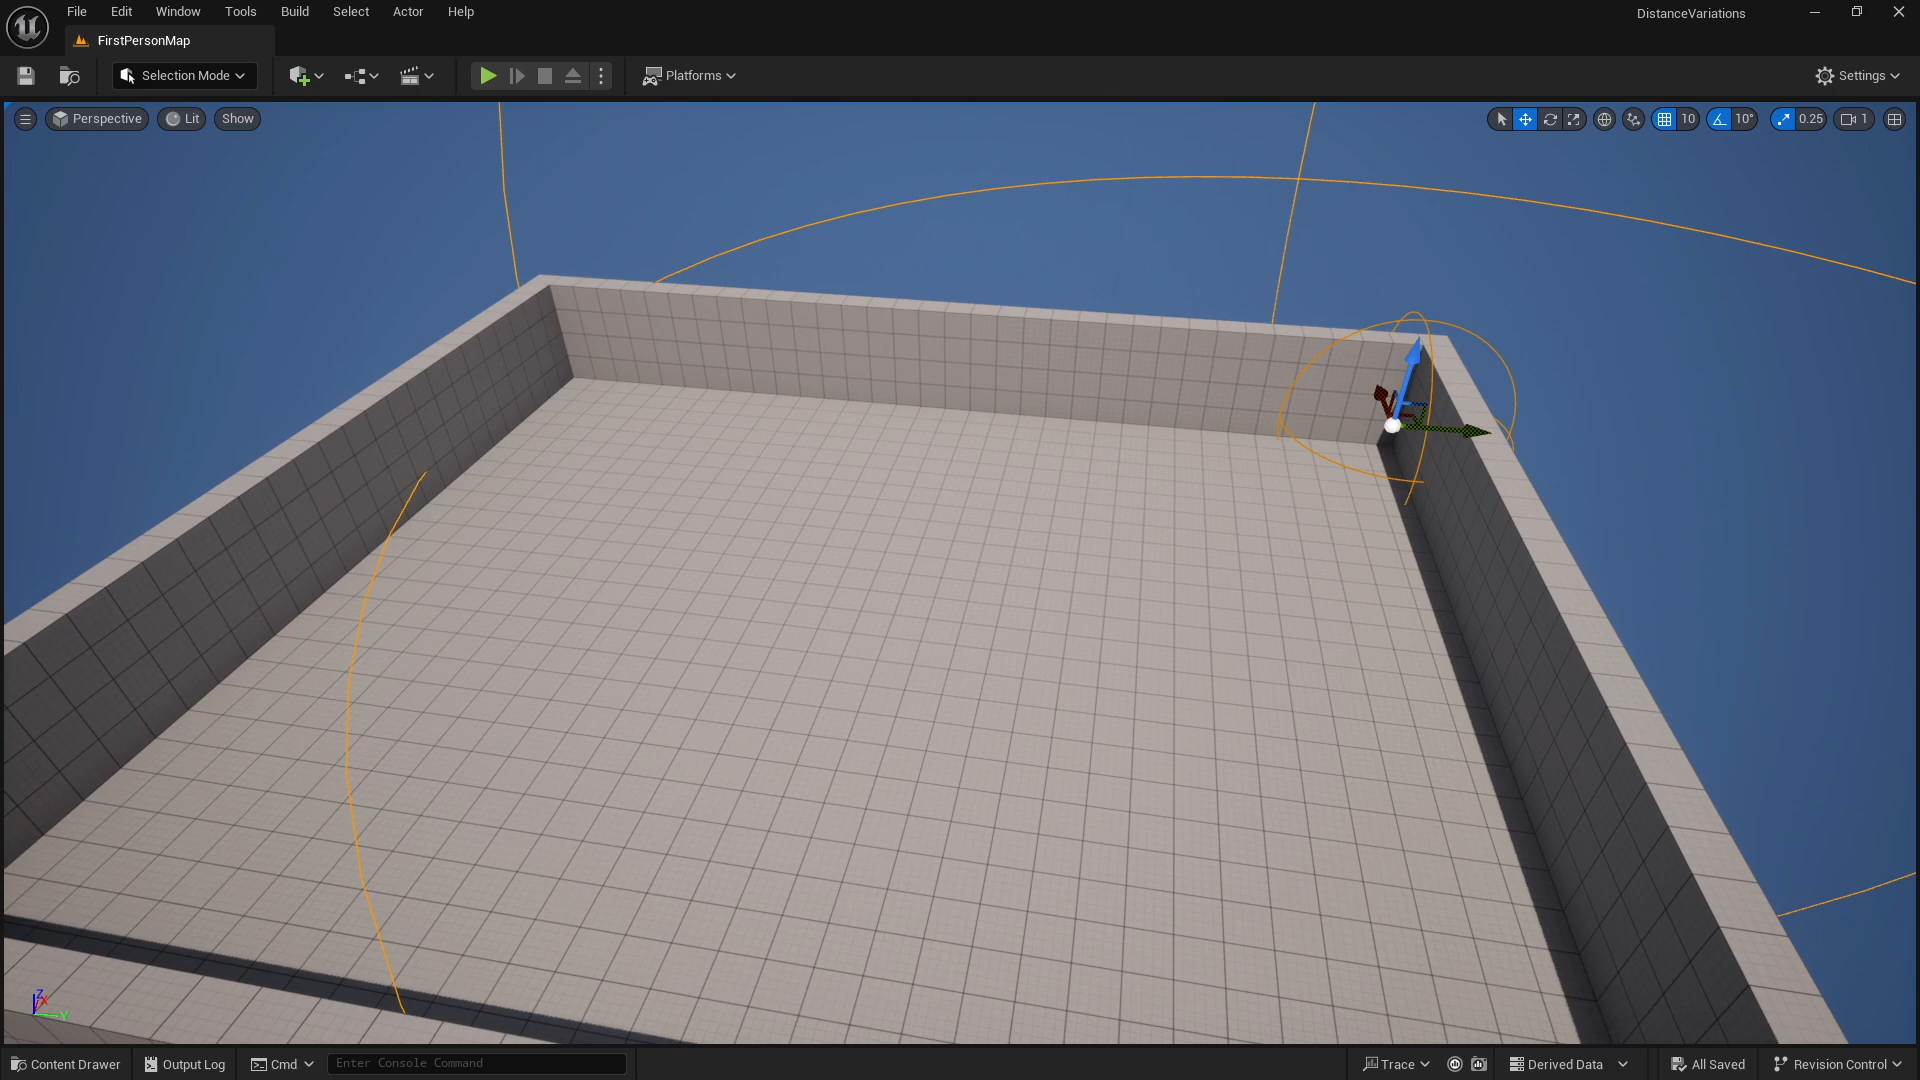 File Edit Window Tools Build Select Actor Help
DistanceVariations
FirstPersonMap
Selection Mode
Platforms
Settings
Perspective Lit Show
10 10° 0.25 1
Z X Y
Content Drawer Output Log Cmd Enter Console Command
Trace Derived Data All Saved Revision Control